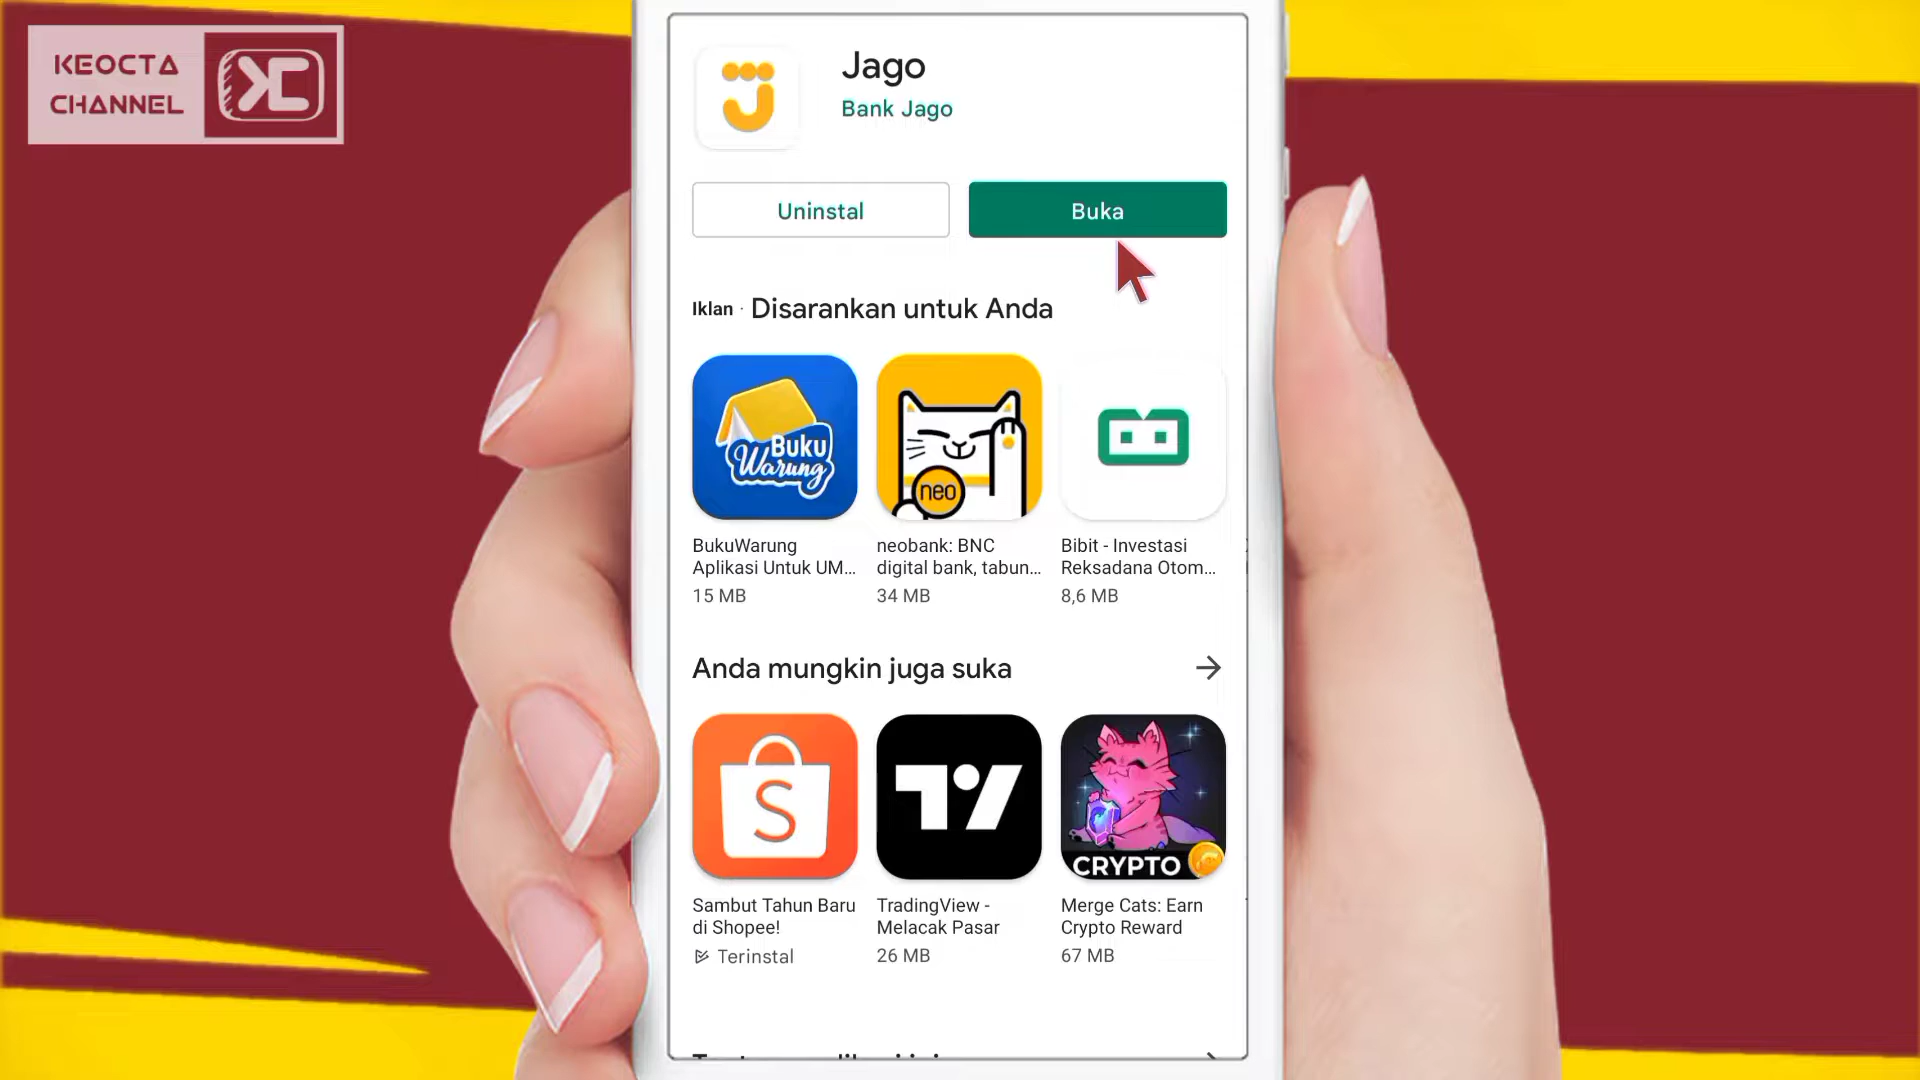 KEOCTA
CHANNEL
KC
Jago
Bank Jago
Uninstal
Buka
Iklan · Disarankan untuk Anda
Buku
Warung
neo
BukuWarung
Aplikasi Untuk UM...
15 MB
neobank: BNC
digital bank, tabun...
34 MB
Bibit - Investasi
Reksadana Otom...
8,6 MB
Anda mungkin juga suka
S
CRYPTO
Sambut Tahun Baru
di Shopee!
Terinstal
TradingView -
Melacak Pasar
26 MB
Merge Cats: Earn
Crypto Reward
67 MB